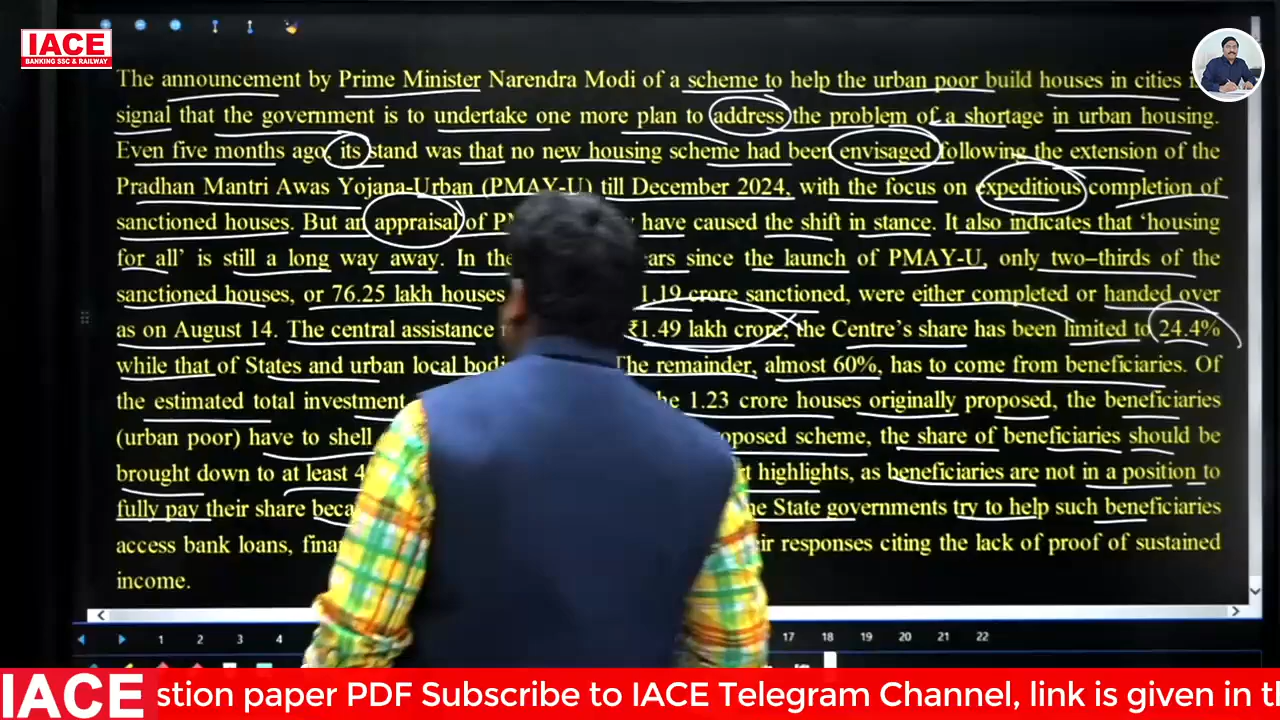 IACE
BANKING SSC & RAILWAY
The announcement by Prime Minister Narendra Modi of a scheme to help the urban poor build houses in cities
signal that the government is to undertake one more plan to address the problem of a shortage in urban housing.
Even five months ago, its stand was that no new housing scheme had been envisaged following the extension of the
Pradhan Mantri Awas Yojana-Urban (PMAY-U) till December 2024, with the focus on expeditious completion of
sanctioned houses. But an appraisal of have caused the shift in stance. It also indicates that ‘housing
for all’ is still a long way away. In since the launch of PMAY-U, only two–thirds of the
sanctioned houses, or 76.25 lakh houses 1.19 crore sanctioned, were either completed or handed over
as on August 14. The central assistance ₹1.49 lakh crore, the Centre’s share has been limited to 24.4%
while that of States and urban local The remainder, almost 60%, has to come from beneficiaries. Of
the estimated total investment 1.23 crore houses originally proposed, the beneficiaries
(urban poor) have to shell scheme, the share of beneficiaries should be
brought down to at least highlights, as beneficiaries are not in a position to
fully pay their share State governments try to help such beneficiaries
access bank loans, responses citing the lack of proof of sustained
income.
1 2 3 4 17 18 19 20 21 22
IACE stion paper PDF Subscribe to IACE Telegram Channel, link is given in